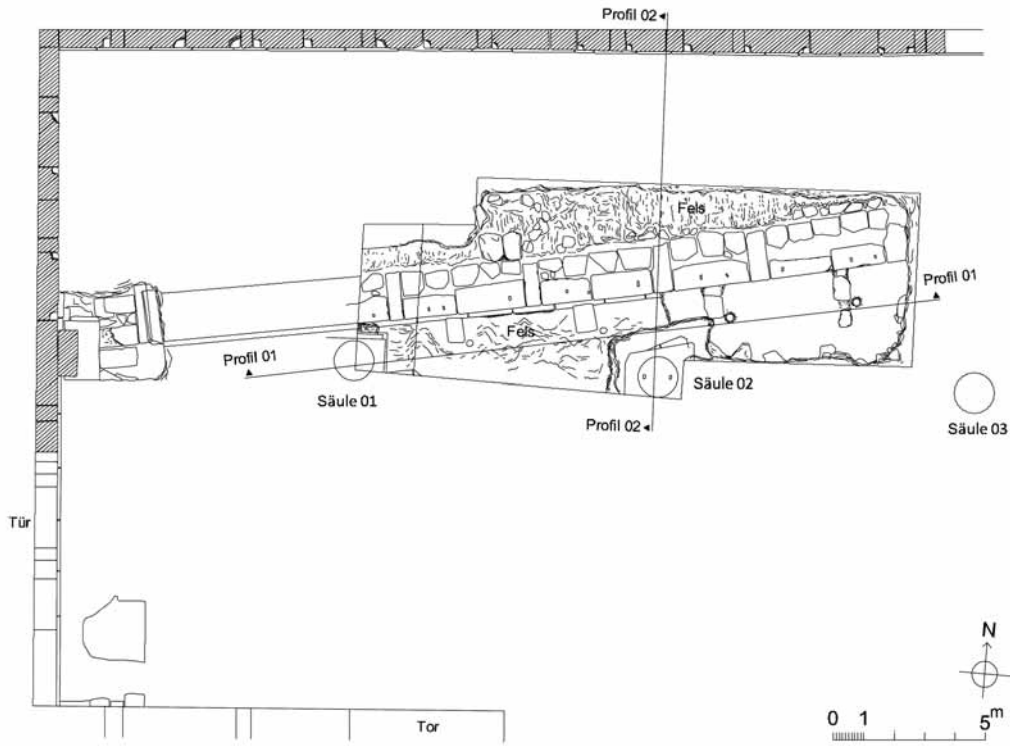 Profil 02
Fels
Profil 01
Fels
Profil 01
Säule 01
Säule 02
Säule 03
Profil 02
Tür
Tor
N
0 1 5 m